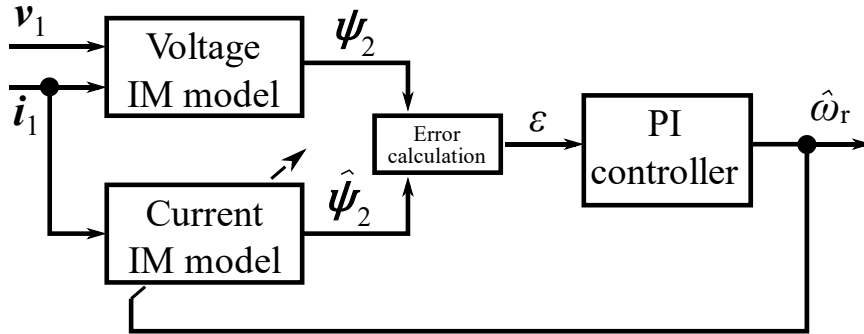 v₁
i₁
Voltage
IM model
ψ₂
Current
IM model
ψ̂₂
Error
calculation
ε
PI
controller
ω̂ᵣ